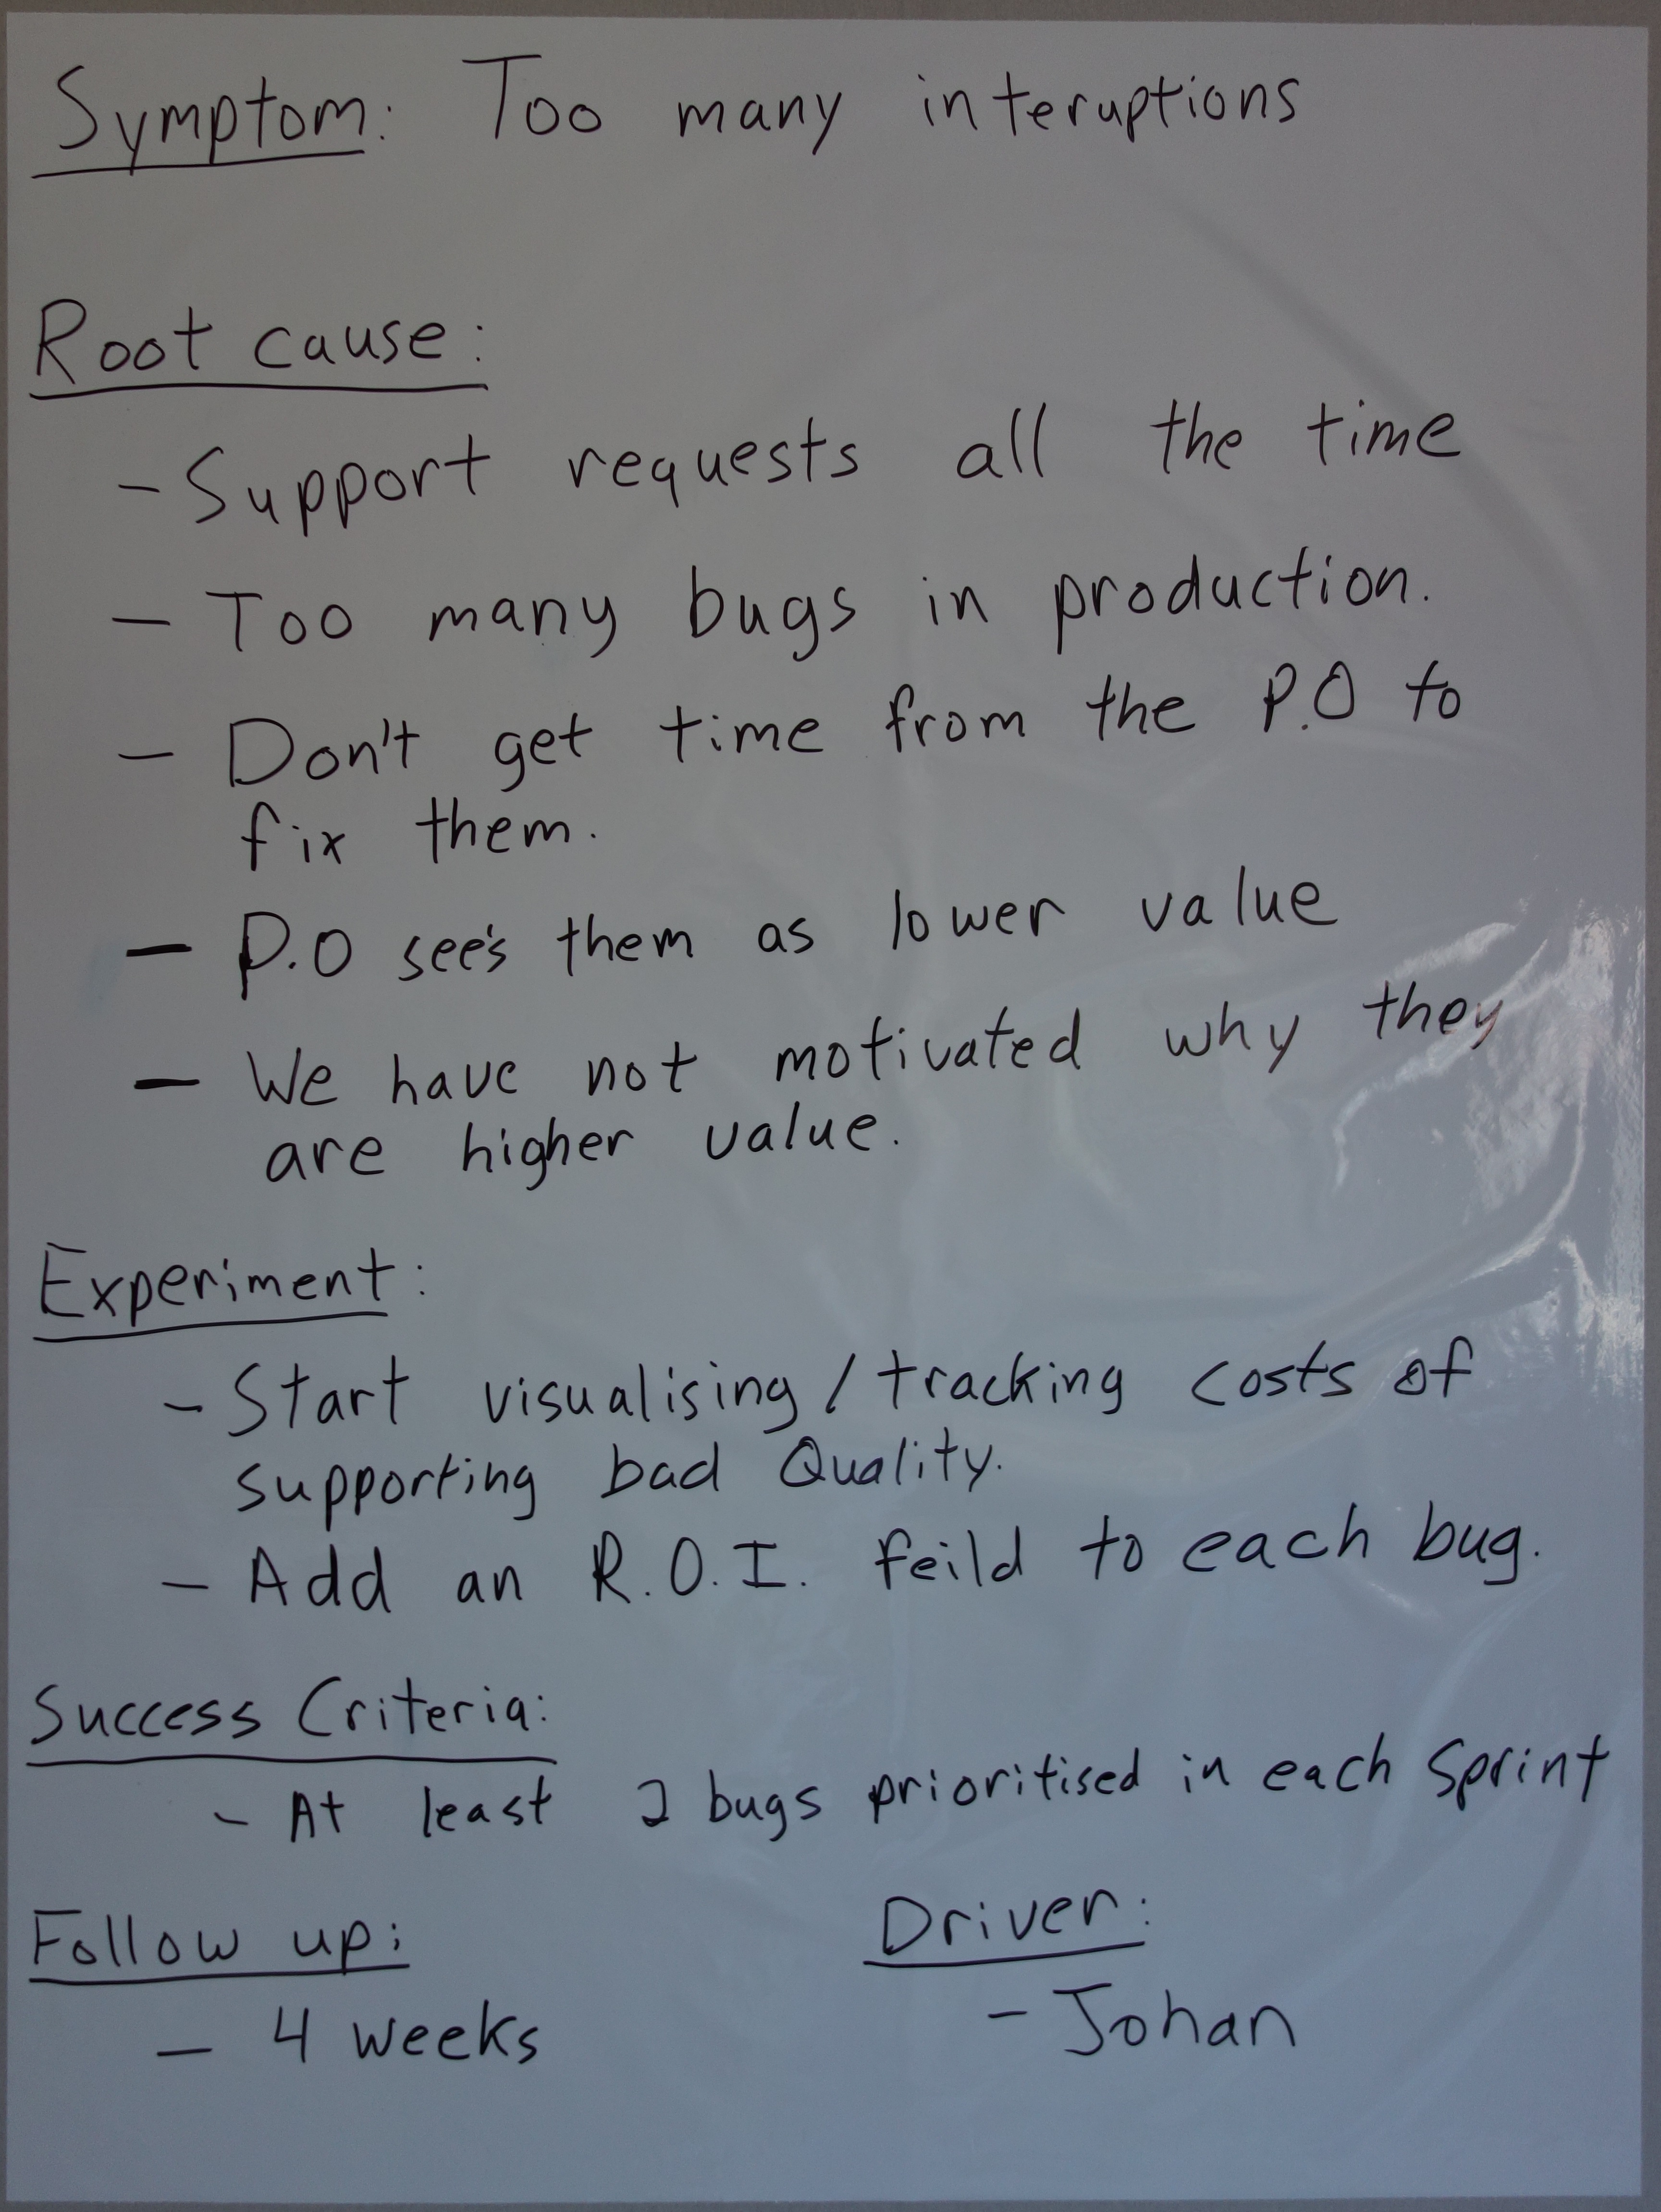 Symptom: Too many interuptions
Root cause:
- Support requests all the time
- Too many bugs in production.
- Don't get time from the P.O to
fix them.
- P.O see's them as lower value
- We have not motivated why they
are higher value.
Experiment:
- Start visualising / tracking costs of
supporting bad Quality.
- Add an R.O.I. feild to each bug.
Success Criteria:
- At least 2 bugs prioritised in each Sprint
Follow up:
- 4 weeks
Driver:
- Johan